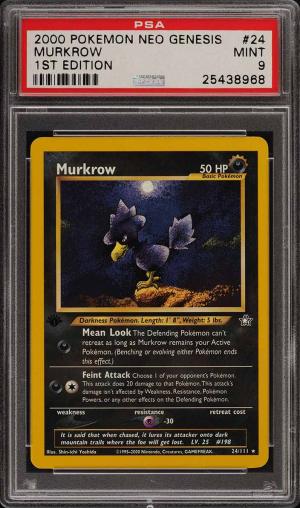 PSA
2000 POKEMON NEO GENESIS #24
MURKROW MINT
1ST EDITION 9
25438968
Murkrow 50 HP
Basic Pokémon
Darkness Pokémon. Length: 1' 8", Weight: 5 lbs.
Mean Look The Defending Pokémon can't
retreat as long as Murkrow remains your Active
Pokémon. (Benching or evolving either Pokémon ends
this effect.)
Feint Attack Choose 1 of your opponent's Pokémon.
This attack does 20 damage to that Pokémon. This attack's
damage isn't affected by Weakness, Resistance, Pokémon
Powers, or any other effects on the Defending Pokémon.
weakness resistance retreat cost
-30
It is said that when chased, it lures its attacker onto dark
mountain trails where the foe will get lost. LV. 25 #198
Illus. Shin-ichi Yoshida ©1995-2000 Nintendo, Creatures, GAMEFREAK. 24/111 ★